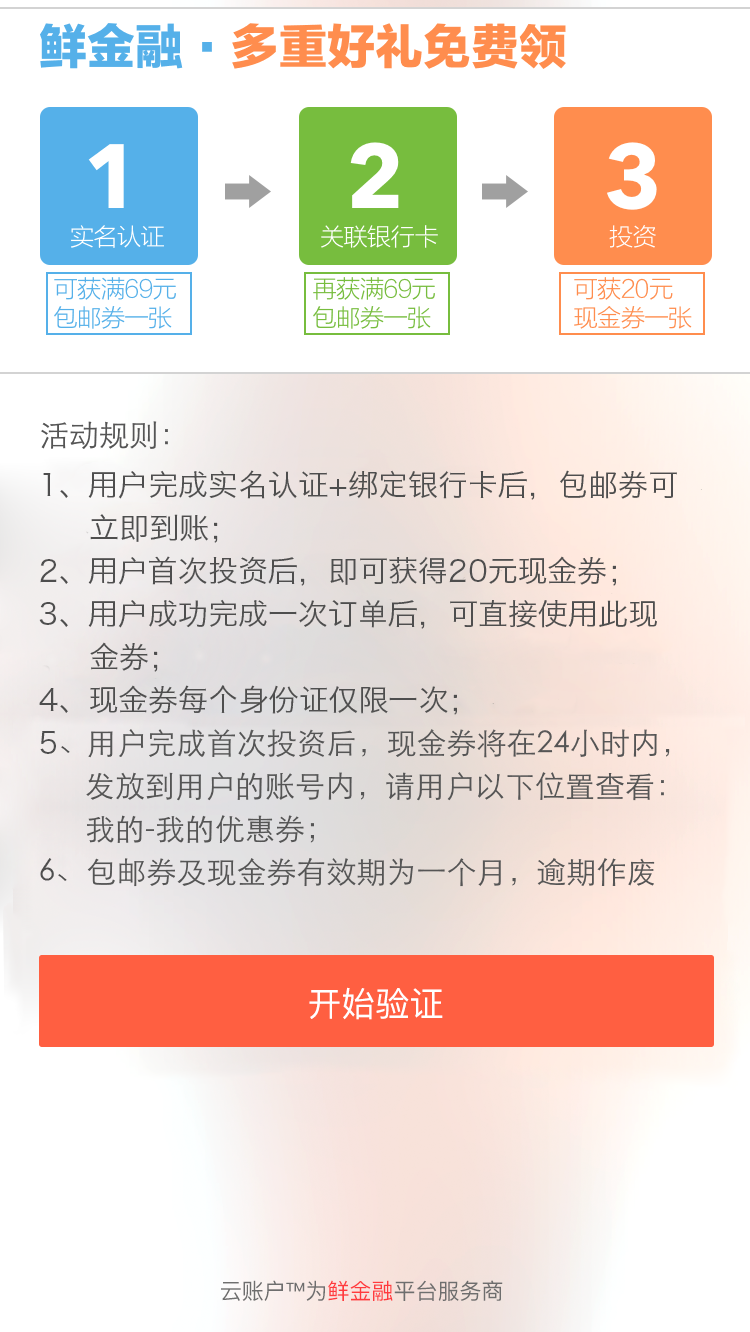 鲜金融·多重好礼免费领
1
实名认证
可获满69元
包邮券一张
2
关联银行卡
再获满69元
包邮券一张
3
投资
可获20元
现金券一张
活动规则：
1、用户完成实名认证+绑定银行卡后，包邮券可
立即到账；
2、用户首次投资后，即可获得20元现金券；
3、用户成功完成一次订单后，可直接使用此现
金券；
4、现金券每个身份证仅限一次；
5、用户完成首次投资后，现金券将在24小时内，
发放到用户的账号内，请用户以下位置查看：
我的-我的优惠券；
6、包邮券及现金券有效期为一个月，逾期作废
开始验证
云账户™为鲜金融平台服务商